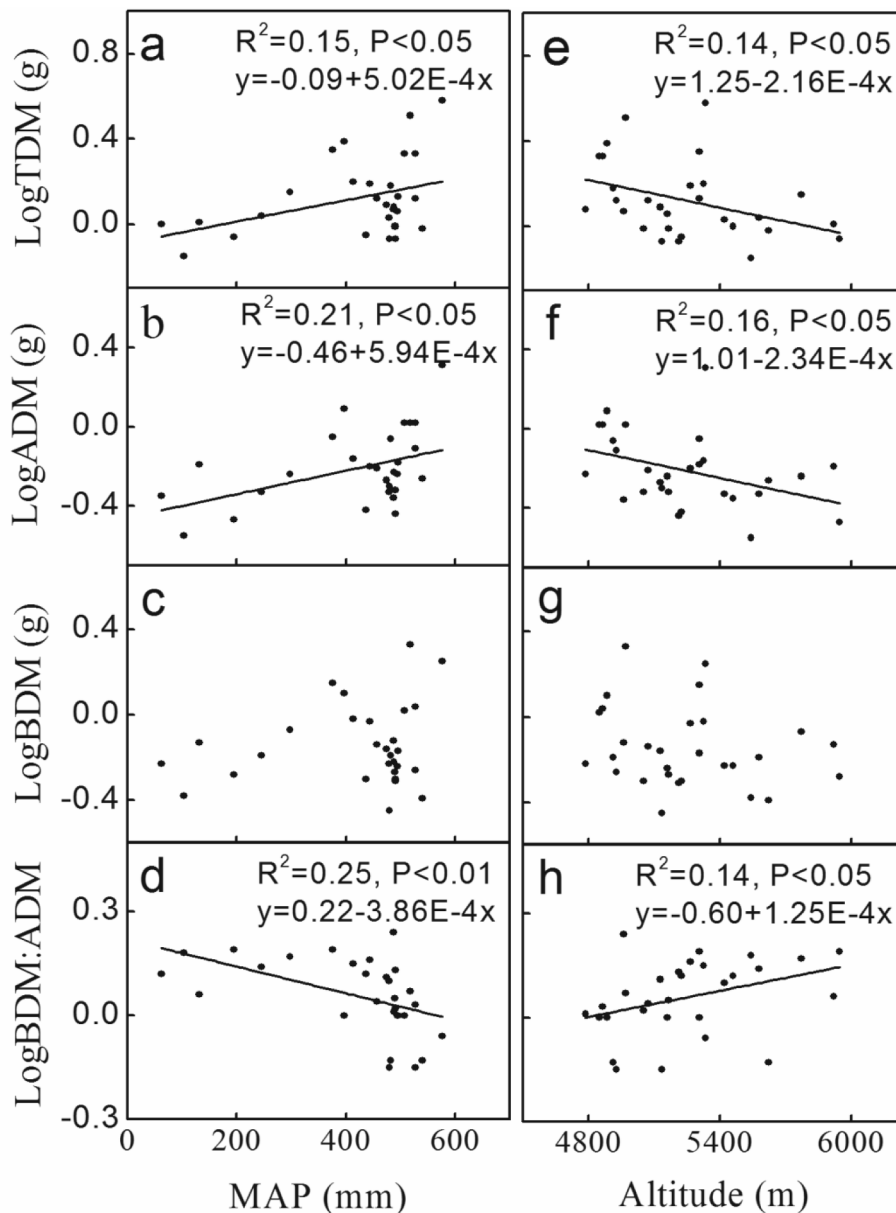 a
R²=0.15, P<0.05
y=-0.09+5.02E-4x
e
R²=0.14, P<0.05
y=1.25-2.16E-4x
LogTDM (g)
0.8
0.4
0.0
b
R²=0.21, P<0.05
y=-0.46+5.94E-4x
f
R²=0.16, P<0.05
y=1.01-2.34E-4x
LogADM (g)
0.4
0.0
-0.4
c
g
LogBDM (g)
0.4
0.0
-0.4
d
R²=0.25, P<0.01
y=0.22-3.86E-4x
h
R²=0.14, P<0.05
y=-0.60+1.25E-4x
LogBDM:ADM
0.3
0.0
-0.3
0 200 400 600
4800 5400 6000
MAP (mm)
Altitude (m)